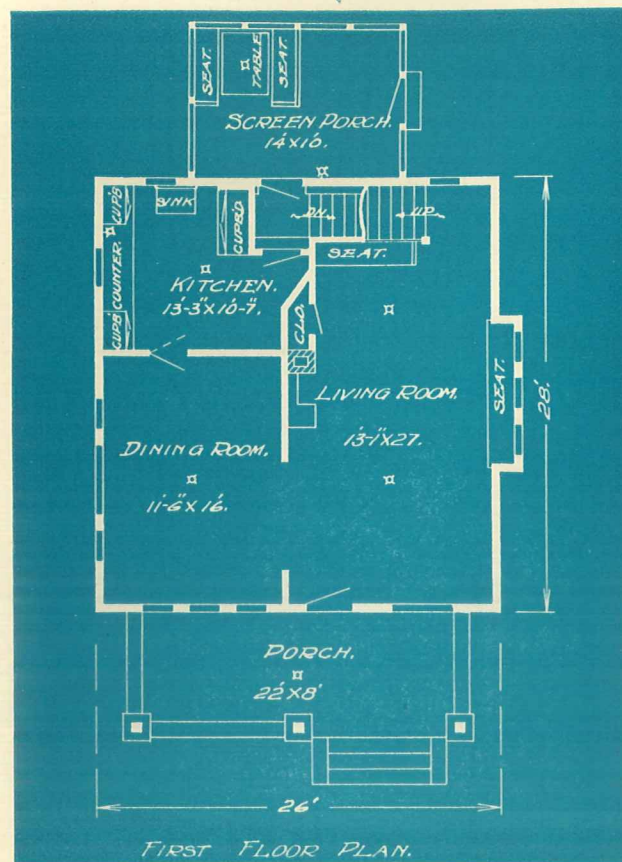 SEAT.
TABLE
SEAT.
SCREEN PORCH.
14'X10'.
CUP'B
SINK
CUPB'D.
DN.
UP.
SEAT.
COUNTER.
KITCHEN.
13'-3"X10'-7".
CLO.
CUPB
LIVING ROOM.
13'-1"X27.
SEAT.
28'.
DINING ROOM.
11'-6"X16'.
PORCH.
22'X8'
26'
FIRST FLOOR PLAN.